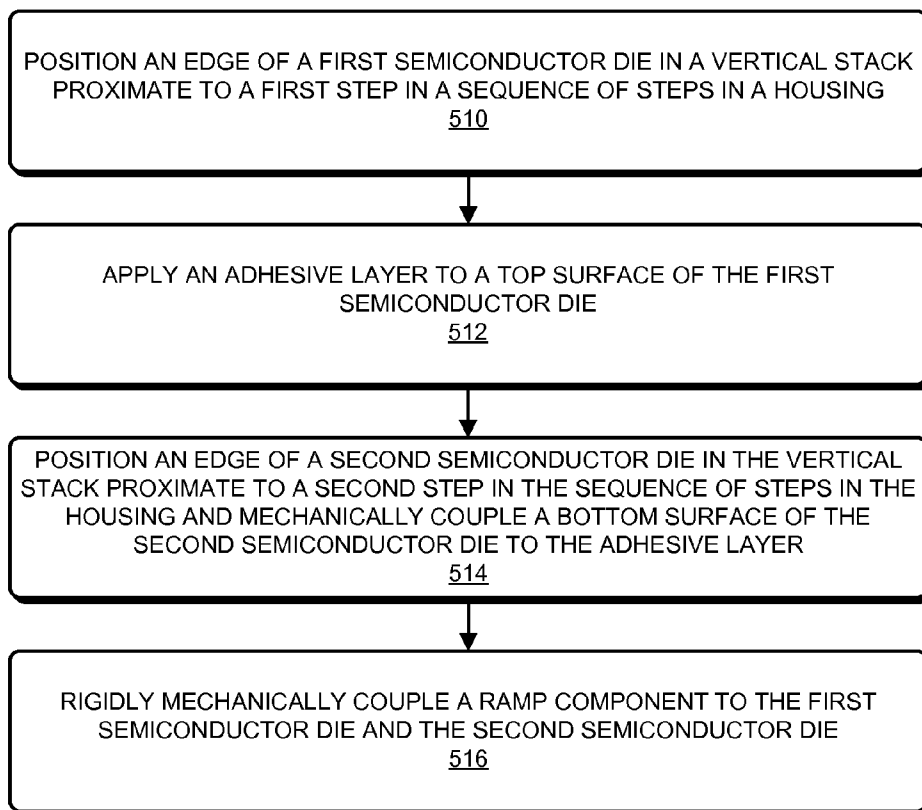 POSITION AN EDGE OF A FIRST SEMICONDUCTOR DIE IN A VERTICAL STACK
PROXIMATE TO A FIRST STEP IN A SEQUENCE OF STEPS IN A HOUSING
510
APPLY AN ADHESIVE LAYER TO A TOP SURFACE OF THE FIRST
SEMICONDUCTOR DIE
512
POSITION AN EDGE OF A SECOND SEMICONDUCTOR DIE IN THE VERTICAL
STACK PROXIMATE TO A SECOND STEP IN THE SEQUENCE OF STEPS IN THE
HOUSING AND MECHANICALLY COUPLE A BOTTOM SURFACE OF THE
SECOND SEMICONDUCTOR DIE TO THE ADHESIVE LAYER
514
RIGIDLY MECHANICALLY COUPLE A RAMP COMPONENT TO THE FIRST
SEMICONDUCTOR DIE AND THE SECOND SEMICONDUCTOR DIE
516